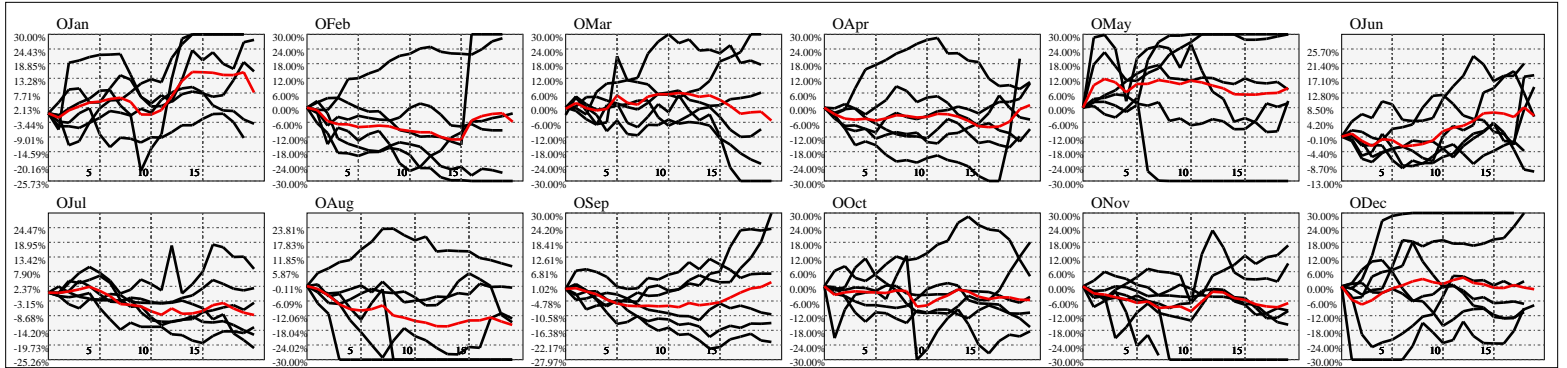 OJan OFeb OMar OApr OMay OJun
30.00% 30.00% 30.00% 30.00% 30.00%
24.43% 24.00% 24.00% 24.00% 24.00% 25.70%
18.85% 18.00% 18.00% 18.00% 18.00% 21.40%
13.28% 12.00% 12.00% 12.00% 12.00% 17.10%
7.71% 6.00% 6.00% 6.00% 6.00% 12.80%
2.13% 0.00% 0.00% 0.00% 0.00% 8.50%
-3.44% -6.00% -6.00% -6.00% -6.00% 4.20%
-9.01% -12.00% -12.00% -12.00% -12.00% -0.10%
-14.59% -18.00% -18.00% -18.00% -18.00% -4.40%
-20.16% -24.00% -24.00% -24.00% -24.00% -8.70%
-25.73% -30.00% -30.00% -30.00% -30.00% -13.00%
5 10 15 5 10 15 5 10 15 5 10 15 5 10 15 5 10 15
OJul OAug OSep OOct ONov ODec
30.00% 30.00% 30.00% 30.00%
24.47% 23.81% 24.20% 24.00% 24.00% 24.00%
18.95% 17.83% 18.41% 18.00% 18.00% 18.00%
13.42% 11.85% 12.61% 12.00% 12.00% 12.00%
7.90% 5.87% 6.81% 6.00% 6.00% 6.00%
2.37% -0.11% 1.02% 0.00% 0.00% 0.00%
-3.15% -6.09% -4.78% -6.00% -6.00% -6.00%
-8.68% -12.06% -10.58% -12.00% -12.00% -12.00%
-14.20% -18.04% -16.38% -18.00% -18.00% -18.00%
-19.73% -24.02% -22.17% -24.00% -24.00% -24.00%
-25.26% -30.00% -27.97% -30.00% -30.00% -30.00%
5 10 15 5 10 15 5 10 15 5 10 15 5 10 15 5 10 15